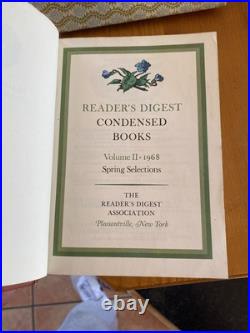 READER'S DIGEST
CONDENSED
BOOKS
Volume II • 1968
Spring Selections
THE
READER'S DIGEST
ASSOCIATION
Pleasantville, New York